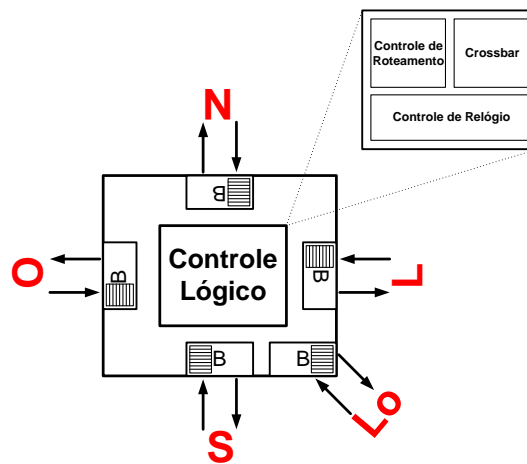 Controle de
Roteamento
Crossbar
Controle de Relógio
N
B
O
B
Controle
Lógico
B
L
B
B
S
Lo